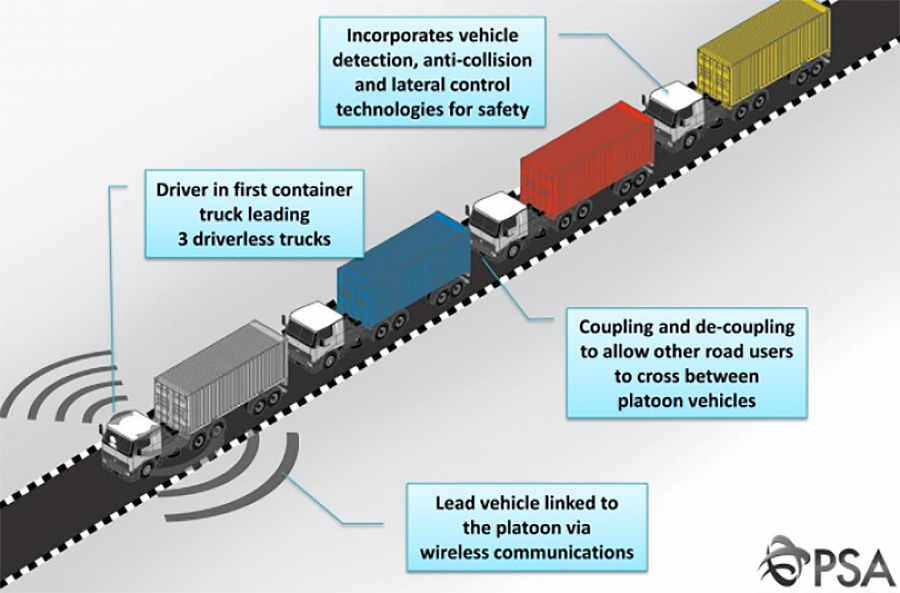 Incorporates vehicle
detection, anti-collision
and lateral control
technologies for safety
Driver in first container
truck leading
3 driverless trucks
Coupling and de-coupling
to allow other road users
to cross between
platoon vehicles
Lead vehicle linked to
the platoon via
wireless communications
PSA